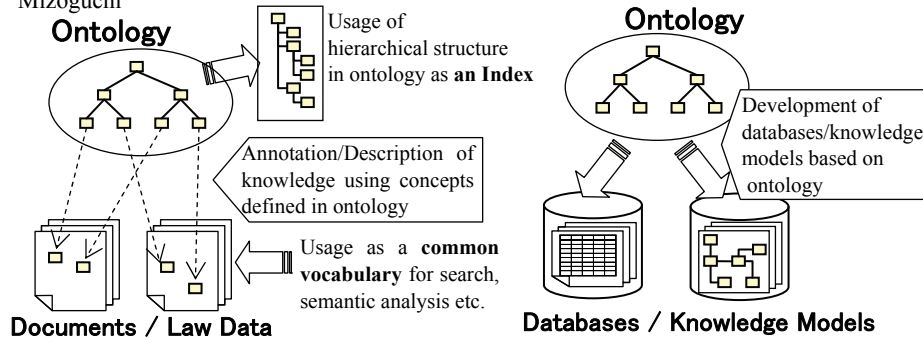 Mizoguchi
Ontology
Usage of
hierarchical structure
in ontology as an Index
Annotation/Description of
knowledge using concepts
defined in ontology
Usage as a common
vocabulary for search,
semantic analysis etc.
Documents / Law Data
Ontology
Development of
databases/knowledge
models based on
ontology
Databases / Knowledge Models